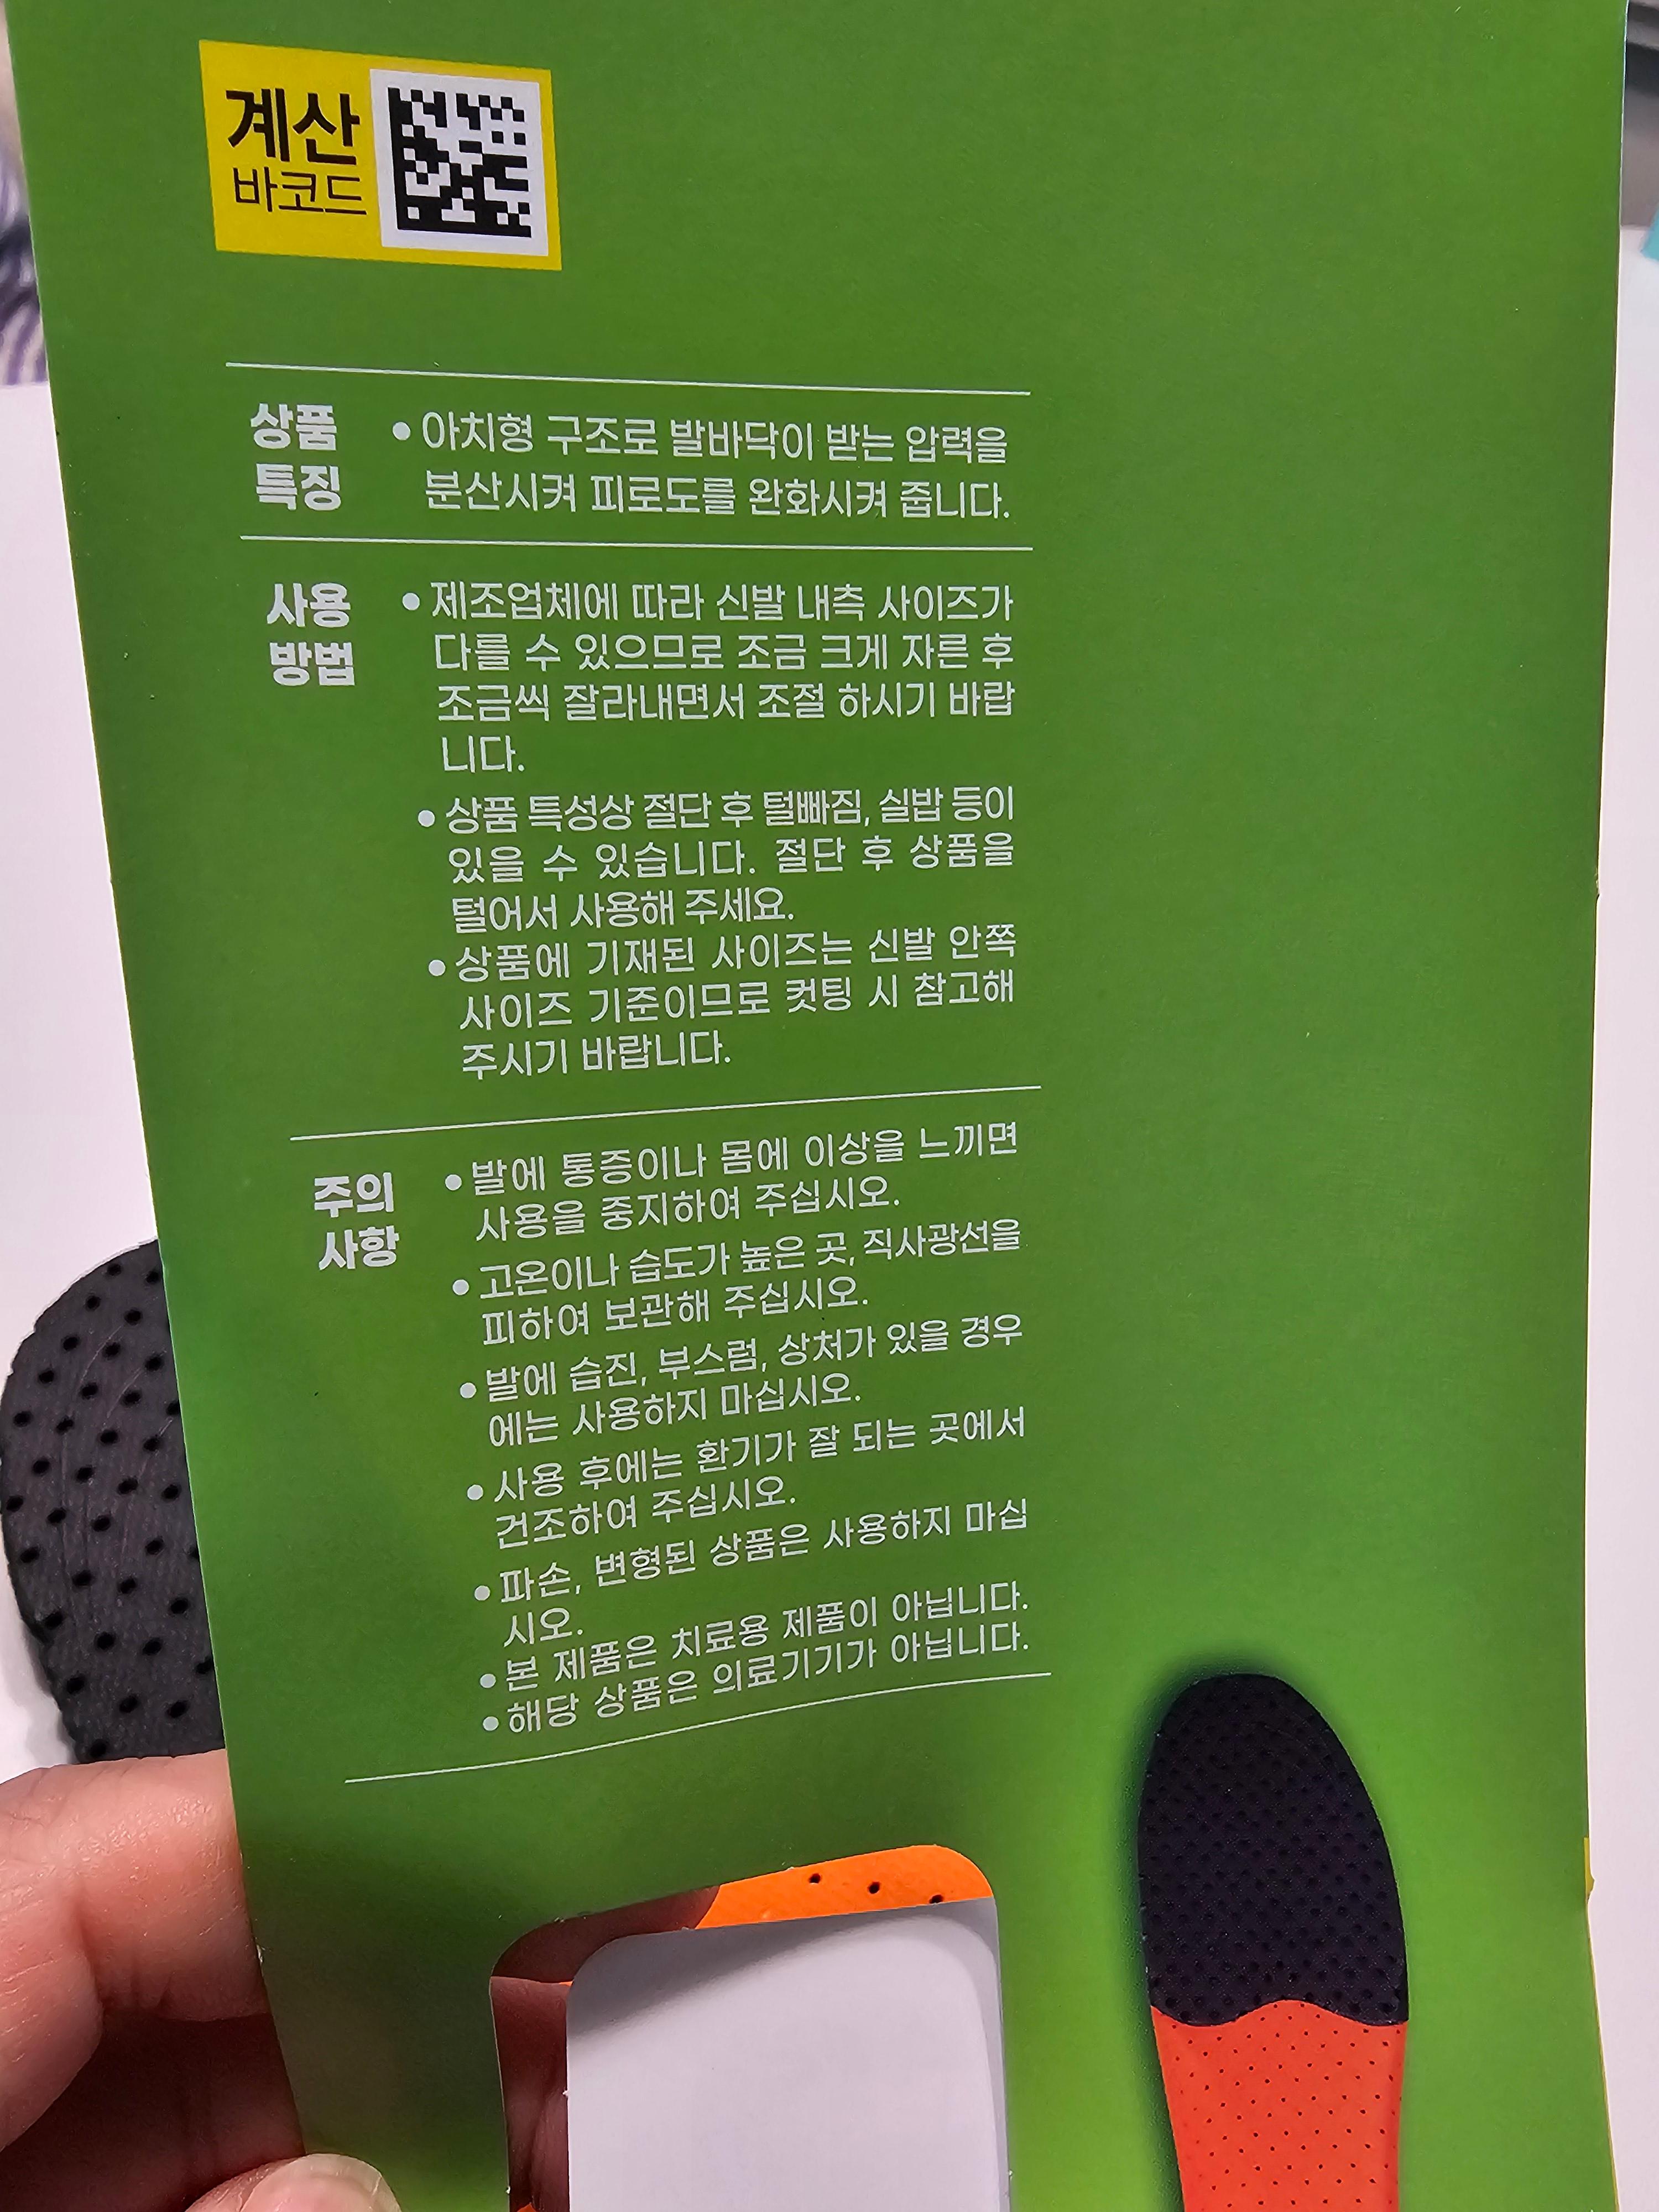 계산
바코드
상품
특징
• 아치형 구조로 발바닥이 받는 압력을
분산시켜 피로도를 완화시켜 줍니다.
사용
방법
• 제조업체에 따라 신발 내측 사이즈가
다를 수 있으므로 조금 크게 자른 후
조금씩 잘라내면서 조절 하시기 바랍
니다.
• 상품 특성상 절단 후 털빠짐, 실밥 등이
있을 수 있습니다. 절단 후 상품을
털어서 사용해 주세요.
• 상품에 기재된 사이즈는 신발 안쪽
사이즈 기준이므로 컷팅 시 참고해
주시기 바랍니다.
주의
사항
• 발에 통증이나 몸에 이상을 느끼면
사용을 중지하여 주십시오.
• 고온이나 습도가 높은 곳, 직사광선을
피하여 보관해 주십시오.
• 발에 습진, 부스럼, 상처가 있을 경우
에는 사용하지 마십시오.
• 사용 후에는 환기가 잘 되는 곳에서
건조하여 주십시오.
• 파손, 변형된 상품은 사용하지 마십
시오.
• 본 제품은 치료용 제품이 아닙니다.
• 해당 상품은 의료기기가 아닙니다.